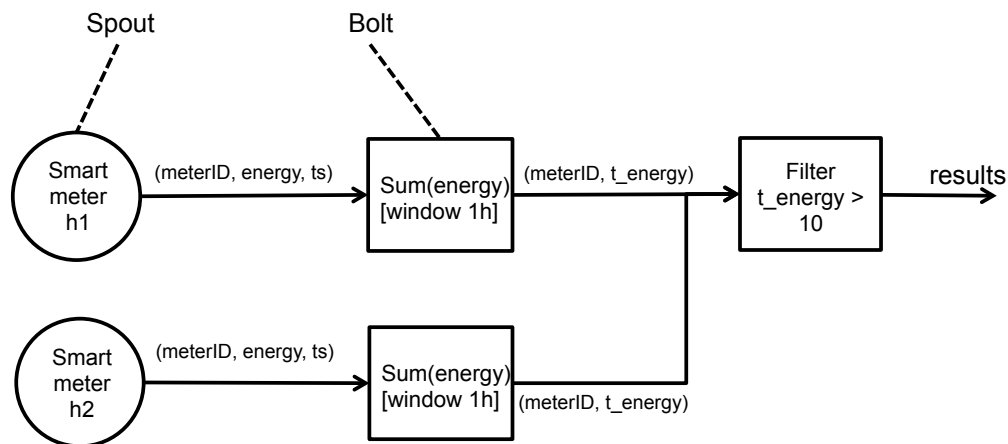 Spout
Bolt
Smart
meter
h1
(meterID, energy, ts)
Sum(energy)
[window 1h]
(meterID, t_energy)
Filter
t_energy >
10
results
Smart
meter
h2
(meterID, energy, ts)
Sum(energy)
[window 1h]
(meterID, t_energy)